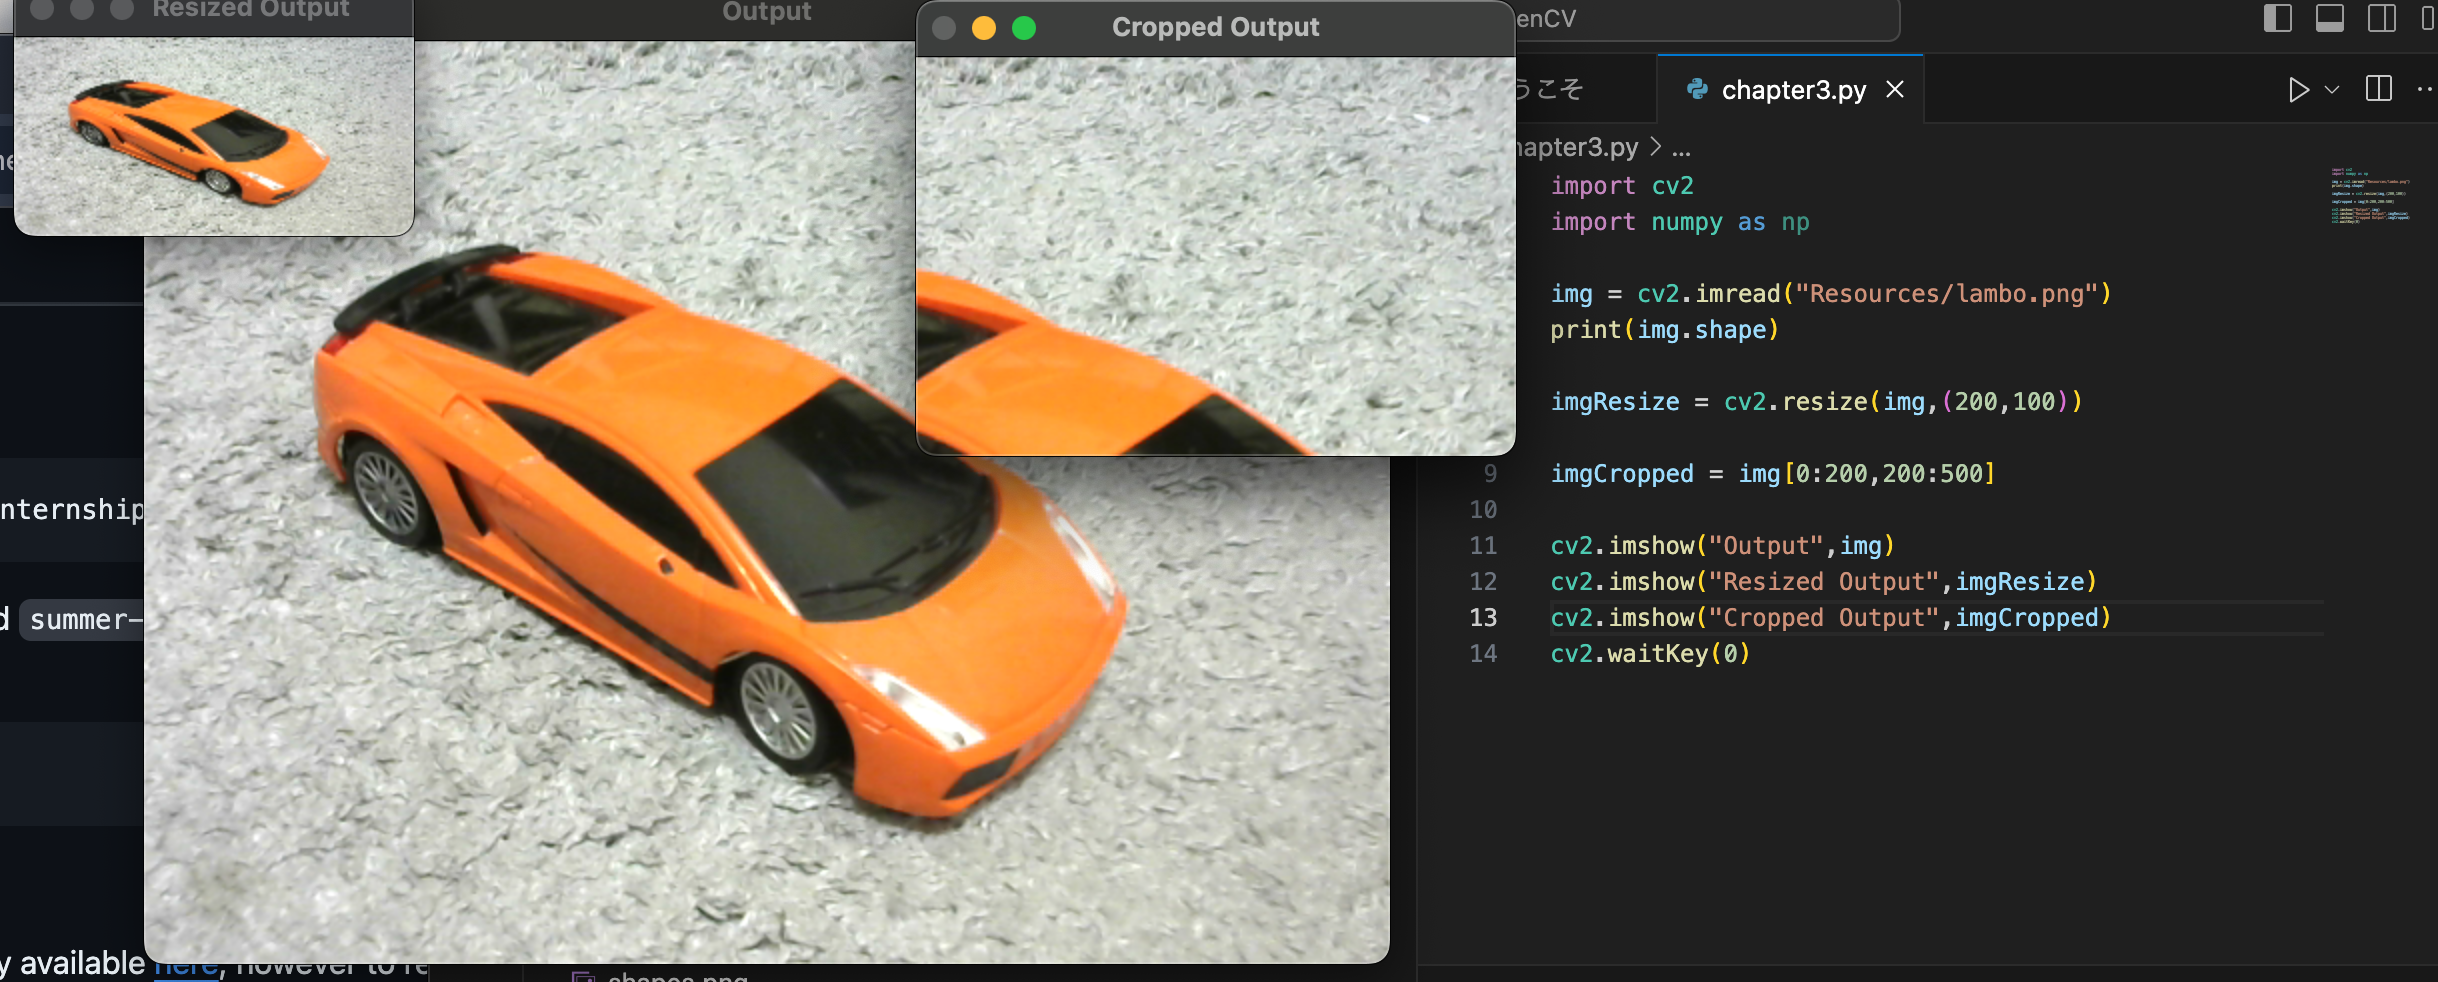 Resized Output
Output
Cropped Output
enCV
うこそ
chapter3.py
hapter3.py > ...
import cv2
import numpy as np
img = cv2.imread("Resources/lambo.png")
print(img.shape)
imgResize = cv2.resize(img,(200,100))
9 imgCropped = img[0:200,200:500]
10
11 cv2.imshow("Output",img)
12 cv2.imshow("Resized Output",imgResize)
13 cv2.imshow("Cropped Output",imgCropped)
14 cv2.waitKey(0)
nternship
d summer-
y available here, however to re
shapes.png